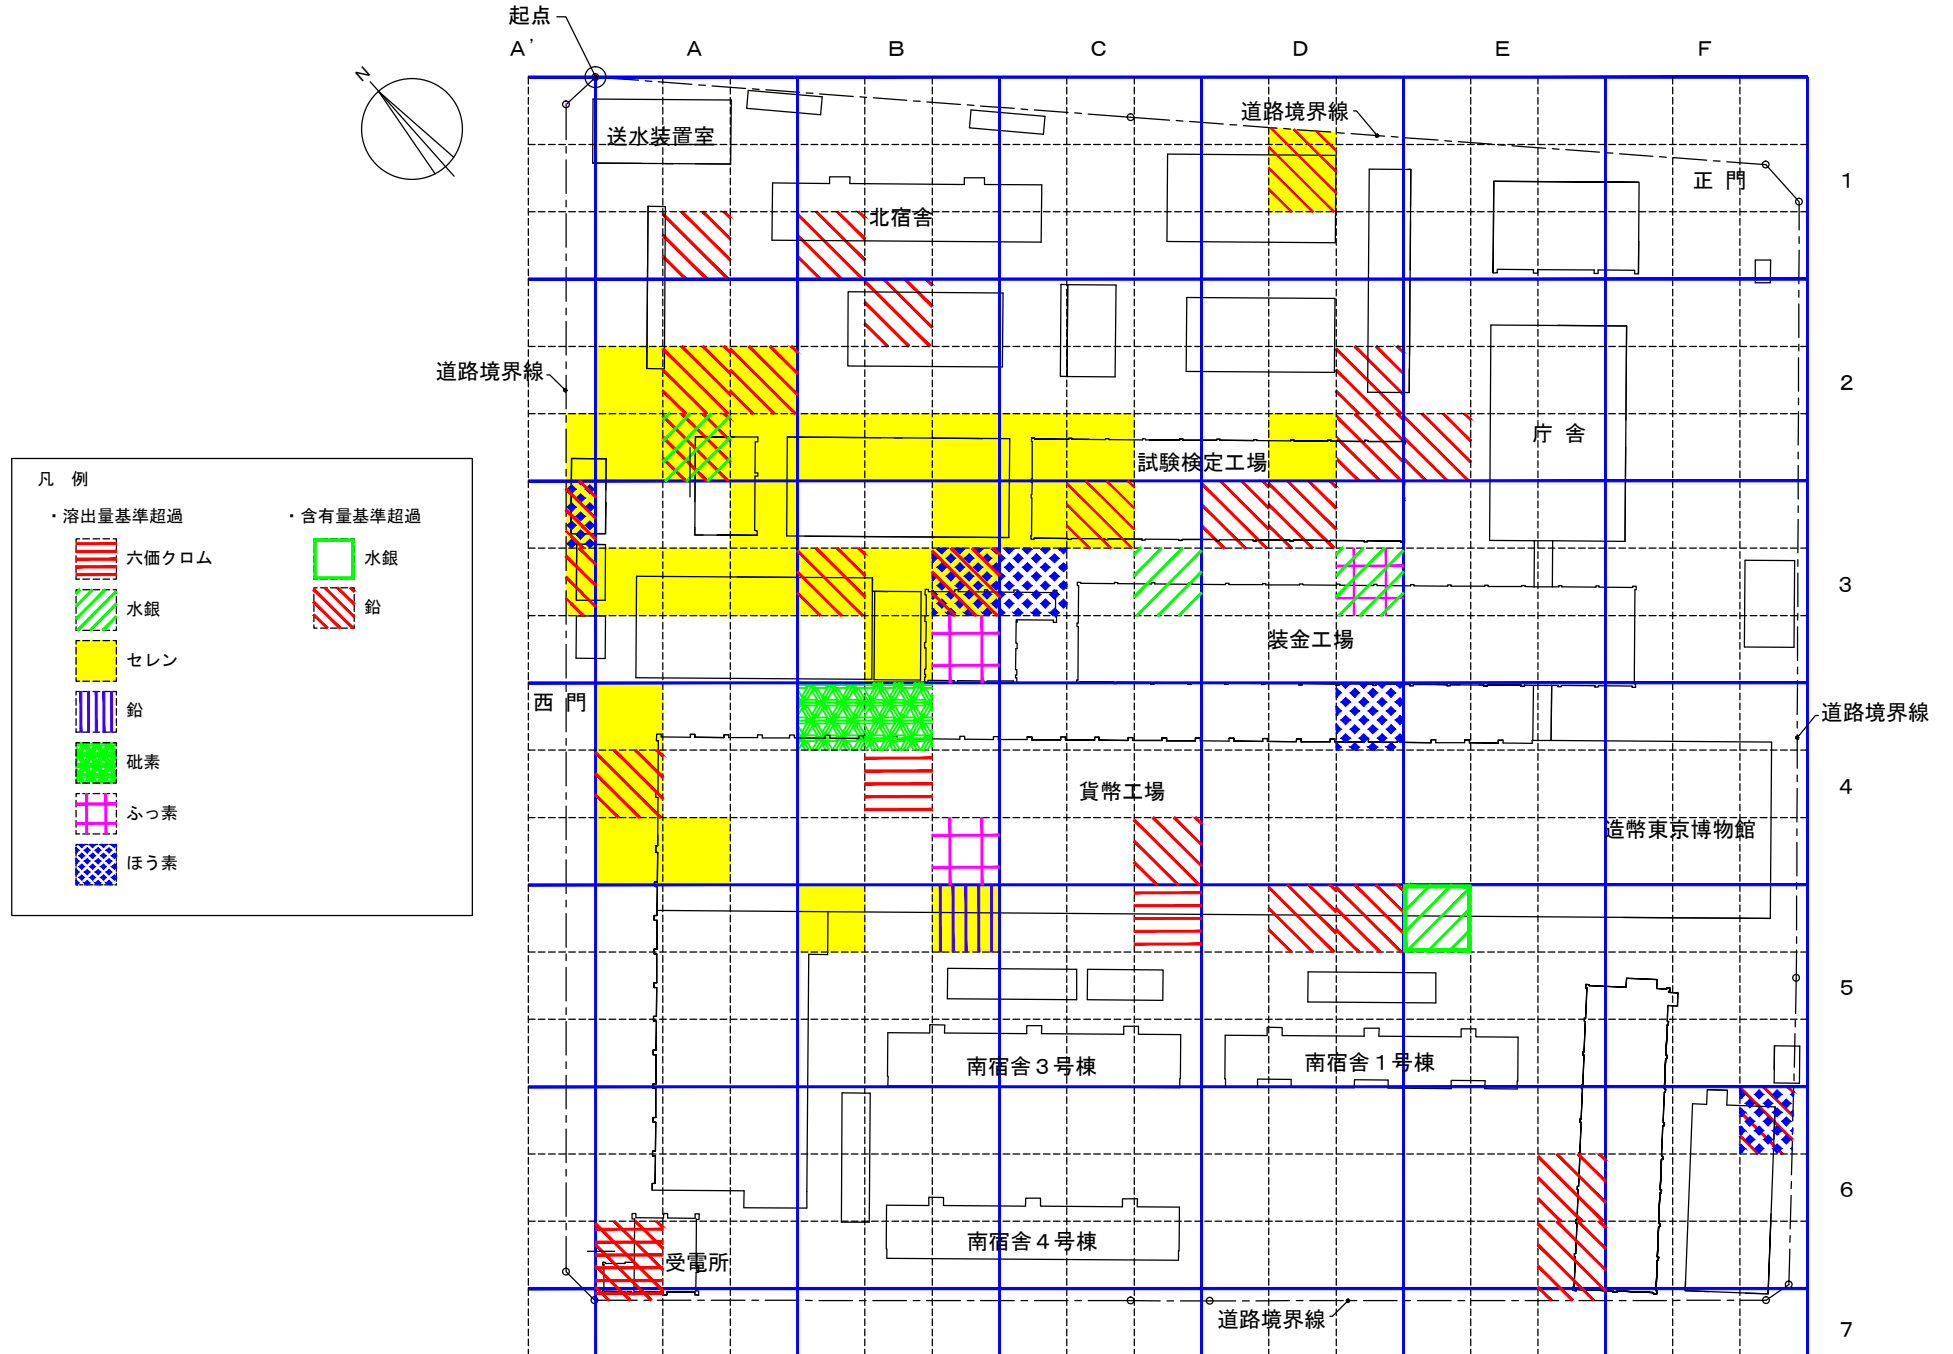 起点
A' A B C D E F
N
道路境界線
送水装置室
正 門
1
北宿舎
道路境界線
2
庁 舎
試験検定工場
凡 例
・溶出量基準超過
・含有量基準超過
六価クロム
水銀
水銀
鉛
セレン
鉛
砒素
ふっ素
ほう素
3
装金工場
西 門
道路境界線
貨幣工場
4
造幣東京博物館
5
南宿舎3号棟
南宿舎1号棟
6
南宿舎4号棟
受電所
道路境界線
7